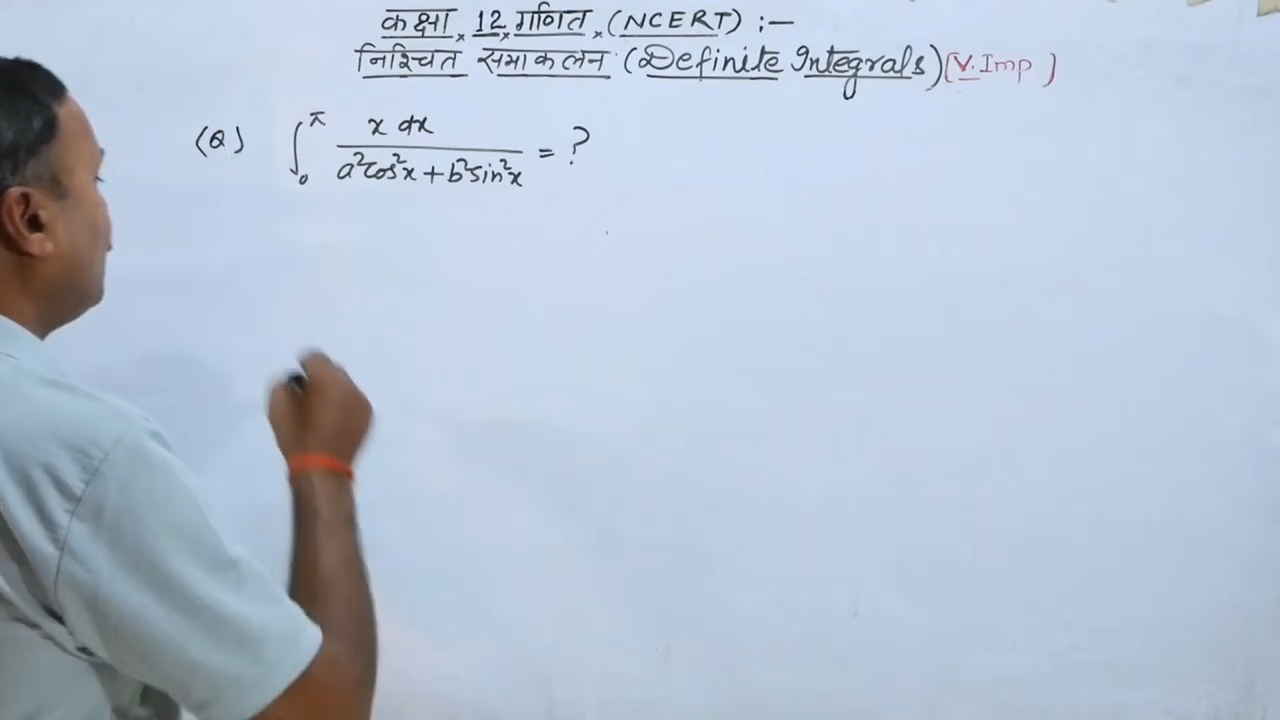 कक्षा × 12 × गणित × (NCERT) :-
निश्चित समाकलन (Definite Integrals) [V.Imp)
(Q) ∫₀^π x dx / (a²cos²x + b²sin²x) = ?